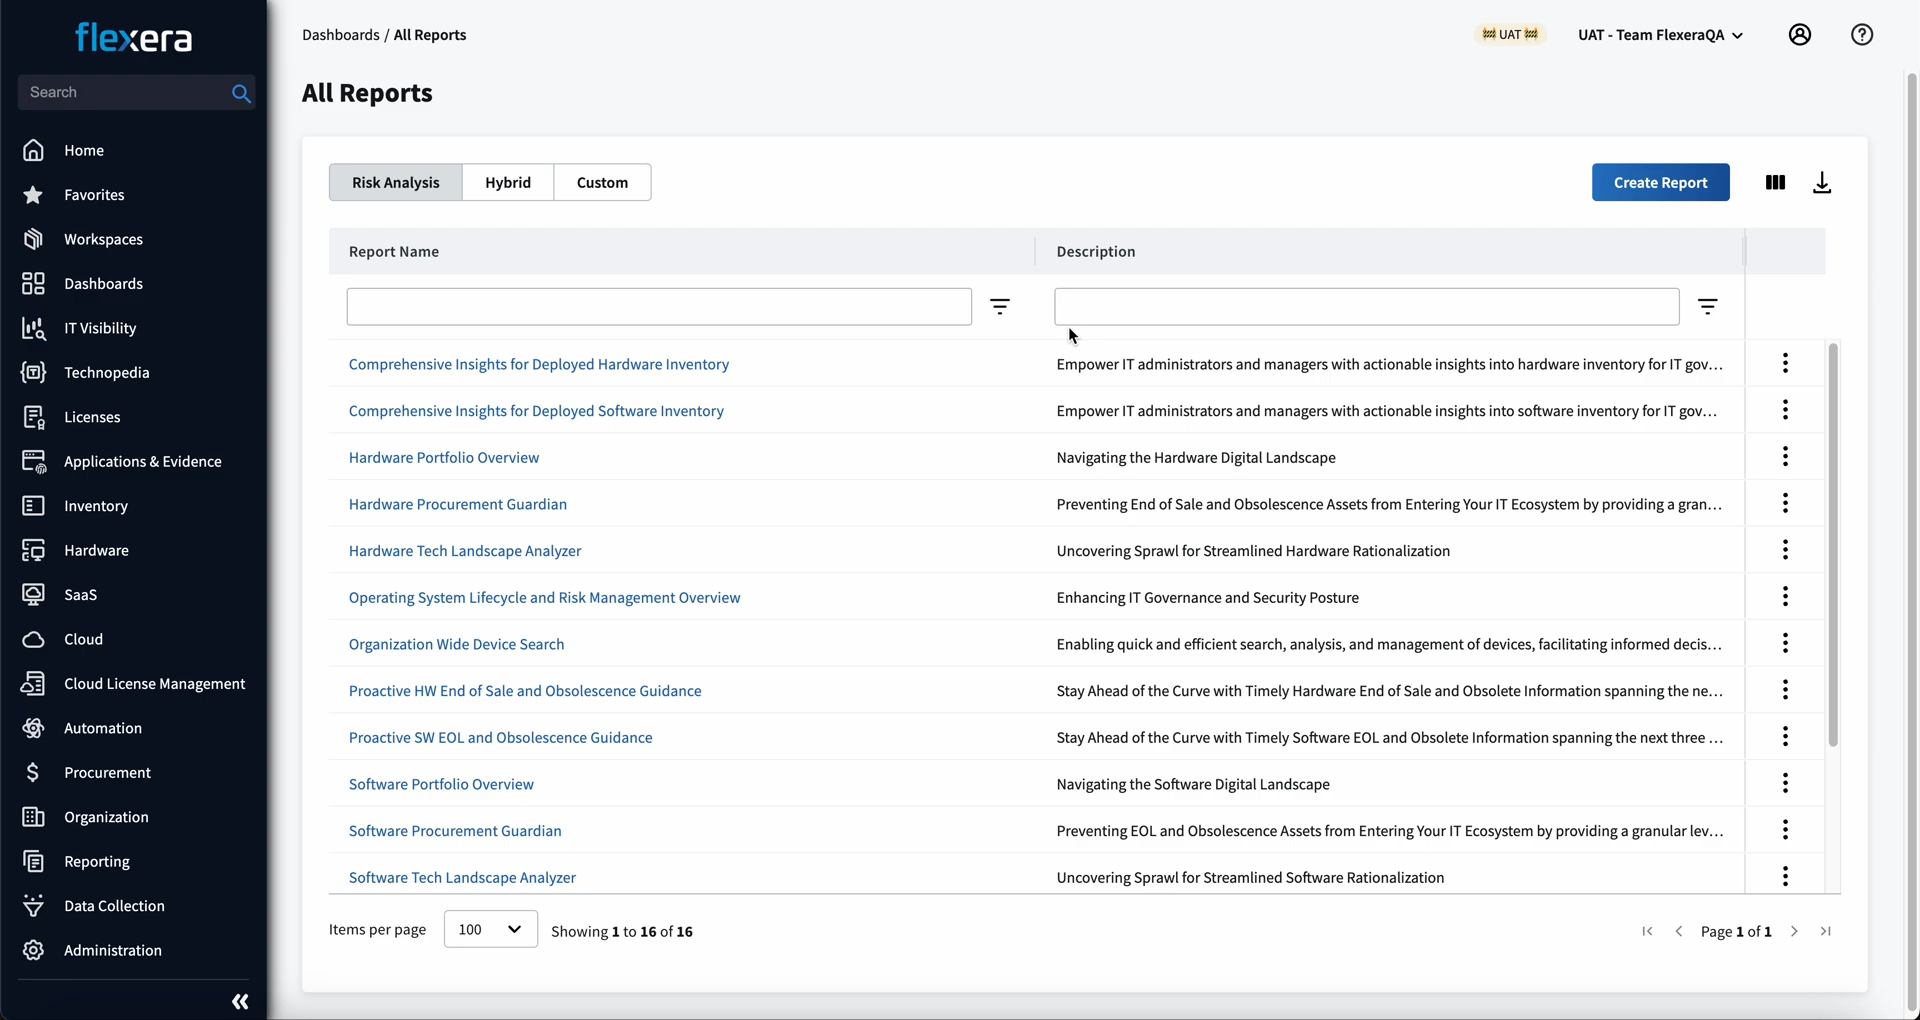 flexera
Dashboards / All Reports
UAT
UAT - Team FlexeraQA
Search
All Reports
Home
Favorites
Workspaces
Dashboards
IT Visibility
Technopedia
Licenses
Applications & Evidence
Inventory
Hardware
SaaS
Cloud
Cloud License Management
Automation
Procurement
Organization
Reporting
Data Collection
Administration
Risk Analysis
Hybrid
Custom
Create Report
Report Name
Description
Comprehensive Insights for Deployed Hardware Inventory
Empower IT administrators and managers with actionable insights into hardware inventory for IT gov...
Comprehensive Insights for Deployed Software Inventory
Empower IT administrators and managers with actionable insights into software inventory for IT gov...
Hardware Portfolio Overview
Navigating the Hardware Digital Landscape
Hardware Procurement Guardian
Preventing End of Sale and Obsolescence Assets from Entering Your IT Ecosystem by providing a gran...
Hardware Tech Landscape Analyzer
Uncovering Sprawl for Streamlined Hardware Rationalization
Operating System Lifecycle and Risk Management Overview
Enhancing IT Governance and Security Posture
Organization Wide Device Search
Enabling quick and efficient search, analysis, and management of devices, facilitating informed decis...
Proactive HW End of Sale and Obsolescence Guidance
Stay Ahead of the Curve with Timely Hardware End of Sale and Obsolete Information spanning the ne...
Proactive SW EOL and Obsolescence Guidance
Stay Ahead of the Curve with Timely Software EOL and Obsolete Information spanning the next three ...
Software Portfolio Overview
Navigating the Software Digital Landscape
Software Procurement Guardian
Preventing EOL and Obsolescence Assets from Entering Your IT Ecosystem by providing a granular lev...
Software Tech Landscape Analyzer
Uncovering Sprawl for Streamlined Software Rationalization
Items per page
100
Showing 1 to 16 of 16
Page 1 of 1